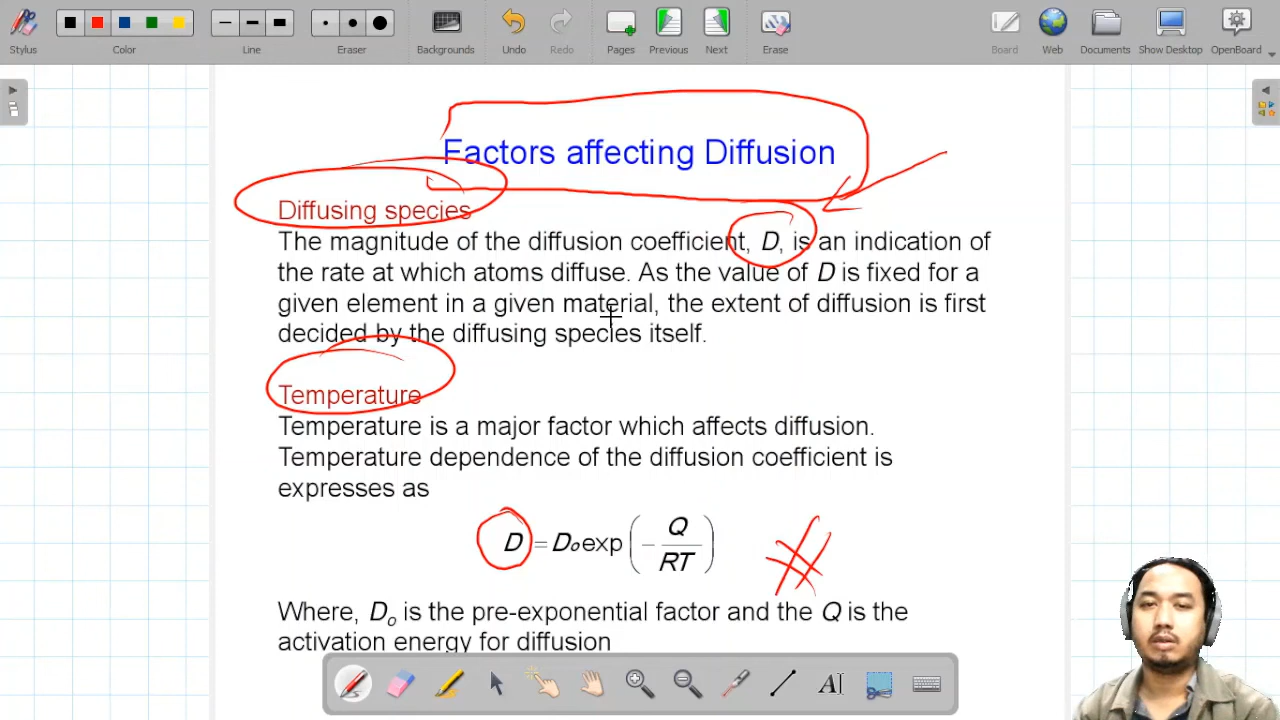 Stylus Color Line Eraser Backgrounds Undo Redo Pages Previous Next Erase Board Web Documents Show Desktop OpenBoard
Factors affecting Diffusion
Diffusing species
The magnitude of the diffusion coefficient, D, is an indication of
the rate at which atoms diffuse. As the value of D is fixed for a
given element in a given material, the extent of diffusion is first
decided by the diffusing species itself.
Temperature
Temperature is a major factor which affects diffusion.
Temperature dependence of the diffusion coefficient is
expresses as
D = Do exp (− Q/RT) #
Where, Do is the pre-exponential factor and the Q is the
activation energy for diffusion